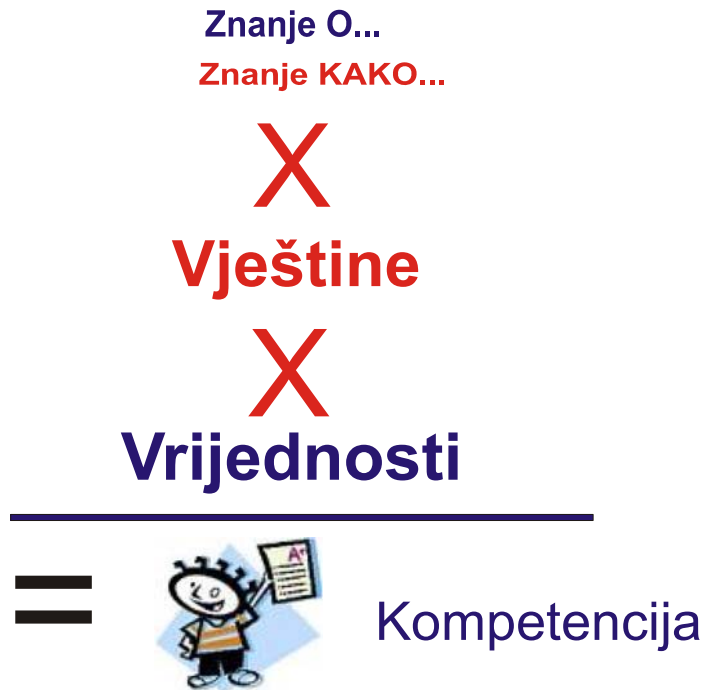 Znanje O...
Znanje KAKO...
X
Vještine
X
Vrijednosti
=
A+
Kompetencija